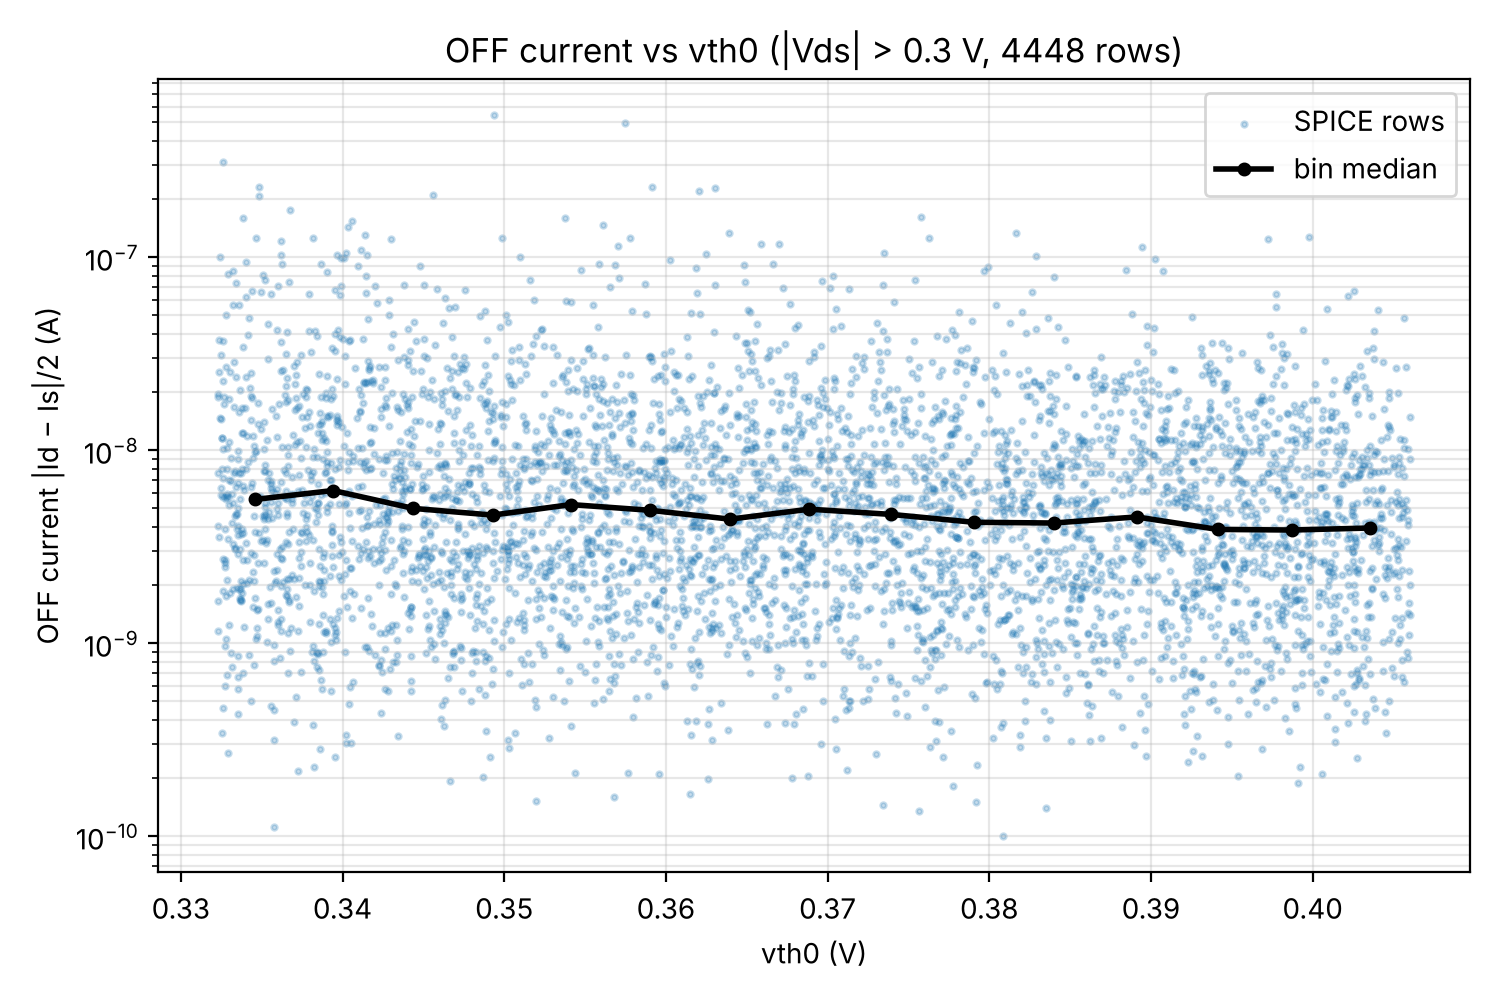 OFF current vs vth0 (|Vds| > 0.3 V, 4448 rows)
SPICE rows
bin median
OFF current |Id − Is|/2 (A)
10⁻⁷
10⁻⁸
10⁻⁹
10⁻¹⁰
0.33 0.34 0.35 0.36 0.37 0.38 0.39 0.40
vth0 (V)